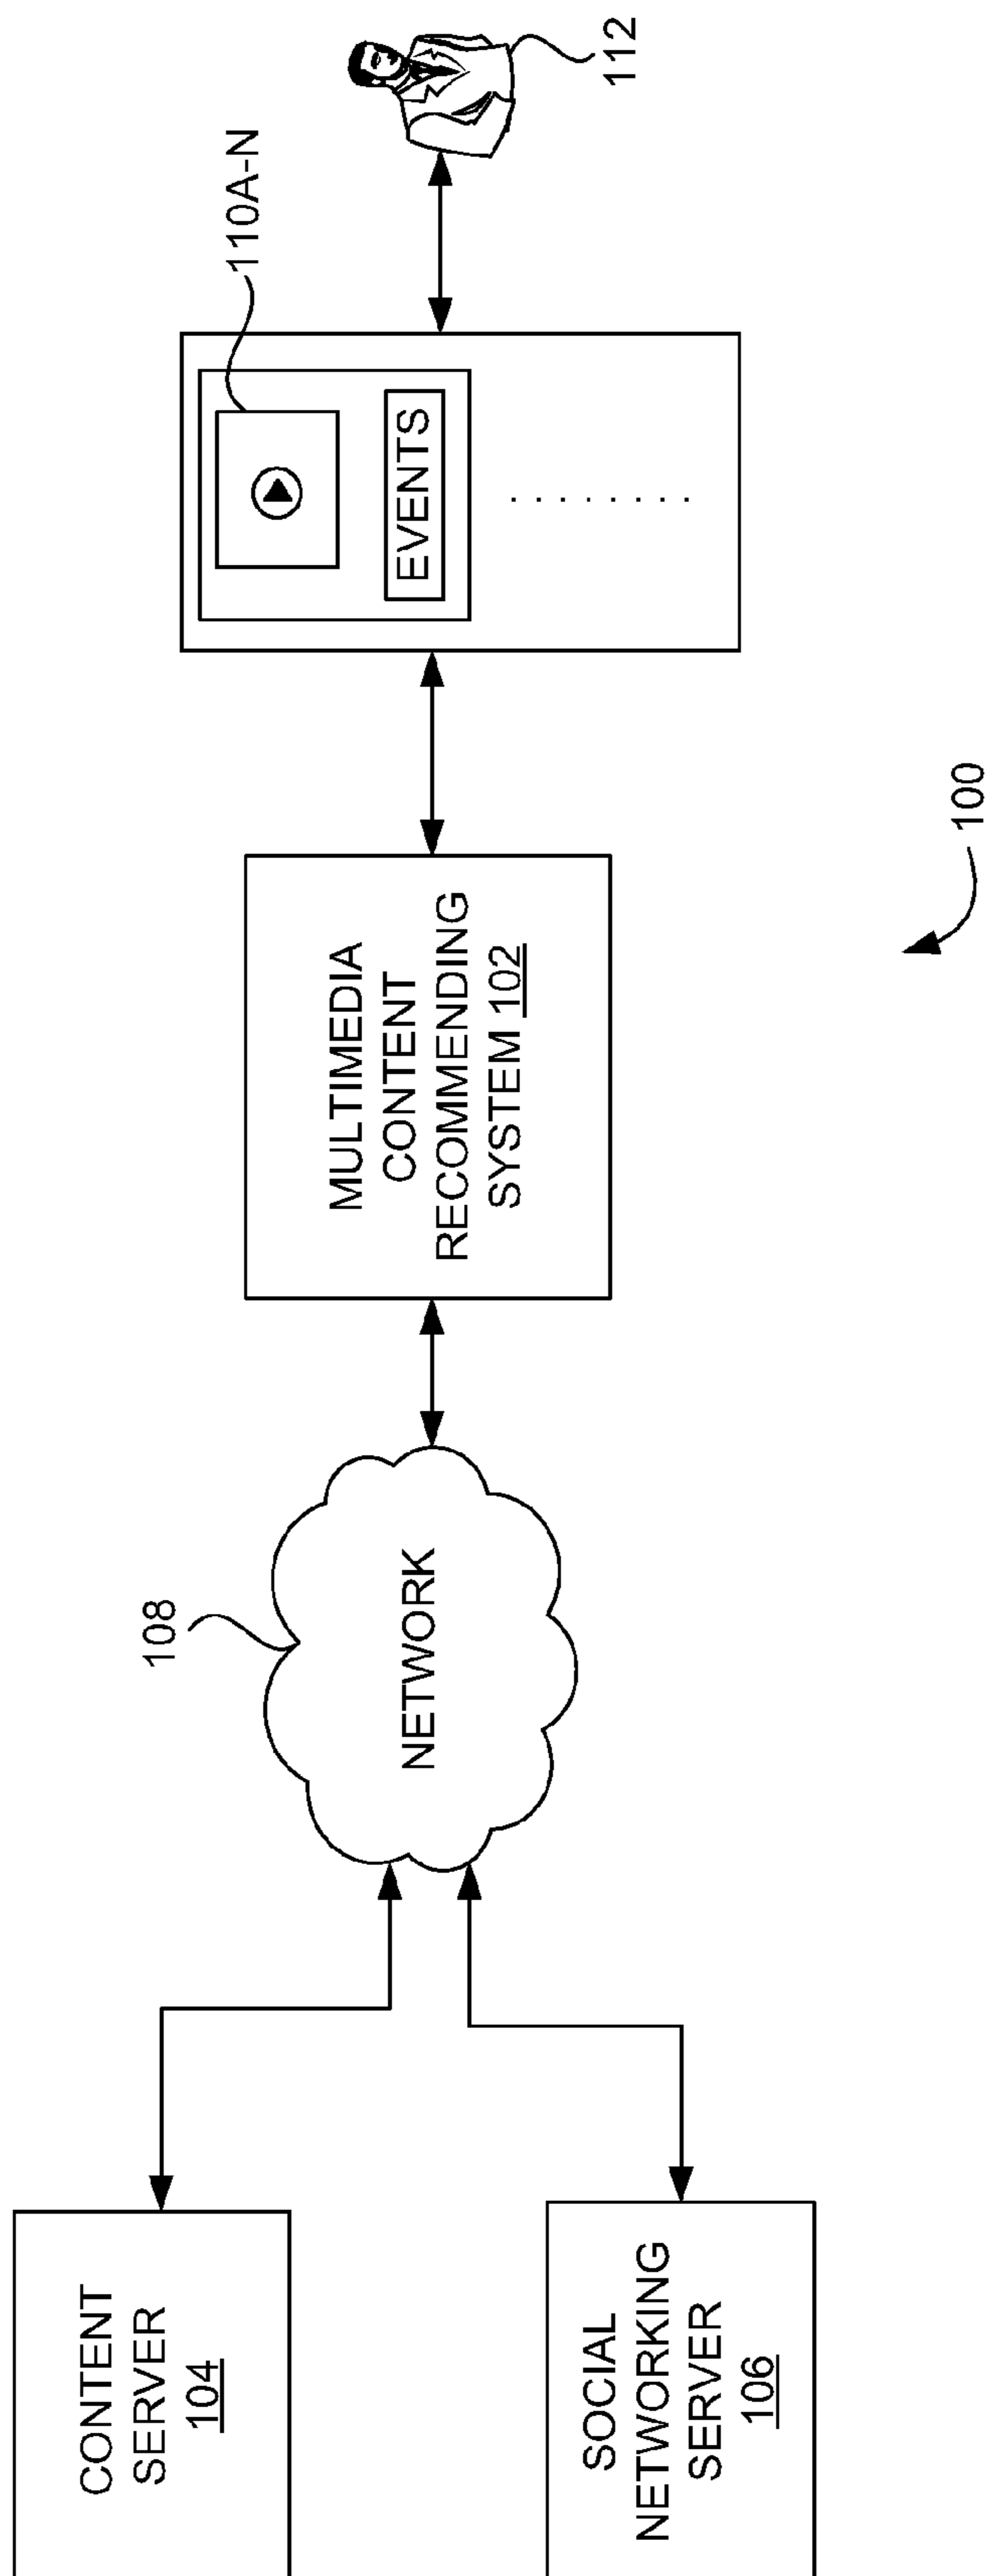 CONTENT
SERVER
104
SOCIAL
NETWORKING
SERVER
106
108
NETWORK
MULTIMEDIA
CONTENT
RECOMMENDING
SYSTEM 102
110A-N
EVENTS
112
100